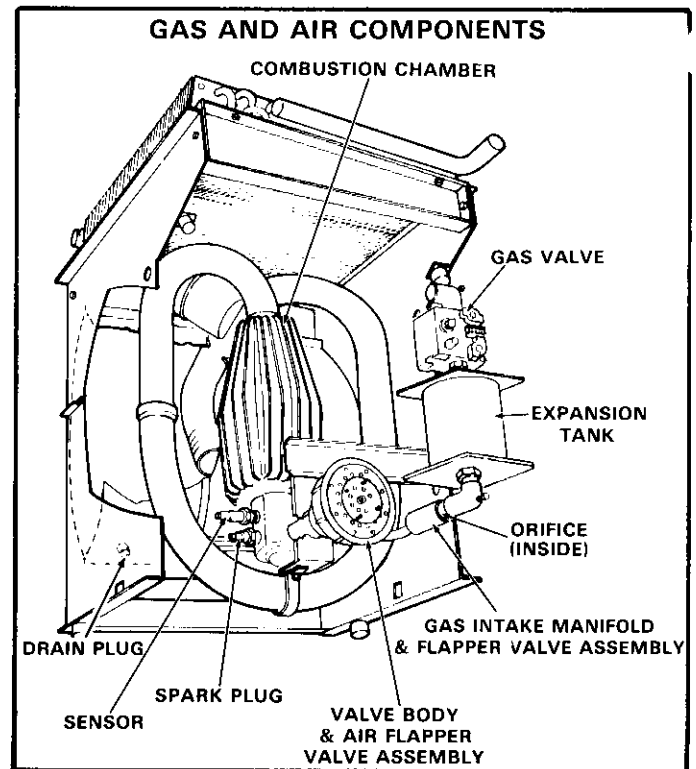 GAS AND AIR COMPONENTS
COMBUSTION CHAMBER
GAS VALVE
EXPANSION
TANK
ORIFICE
(INSIDE)
GAS INTAKE MANIFOLD
& FLAPPER VALVE ASSEMBLY
DRAIN PLUG
SPARK PLUG
SENSOR
VALVE BODY
& AIR FLAPPER
VALVE ASSEMBLY